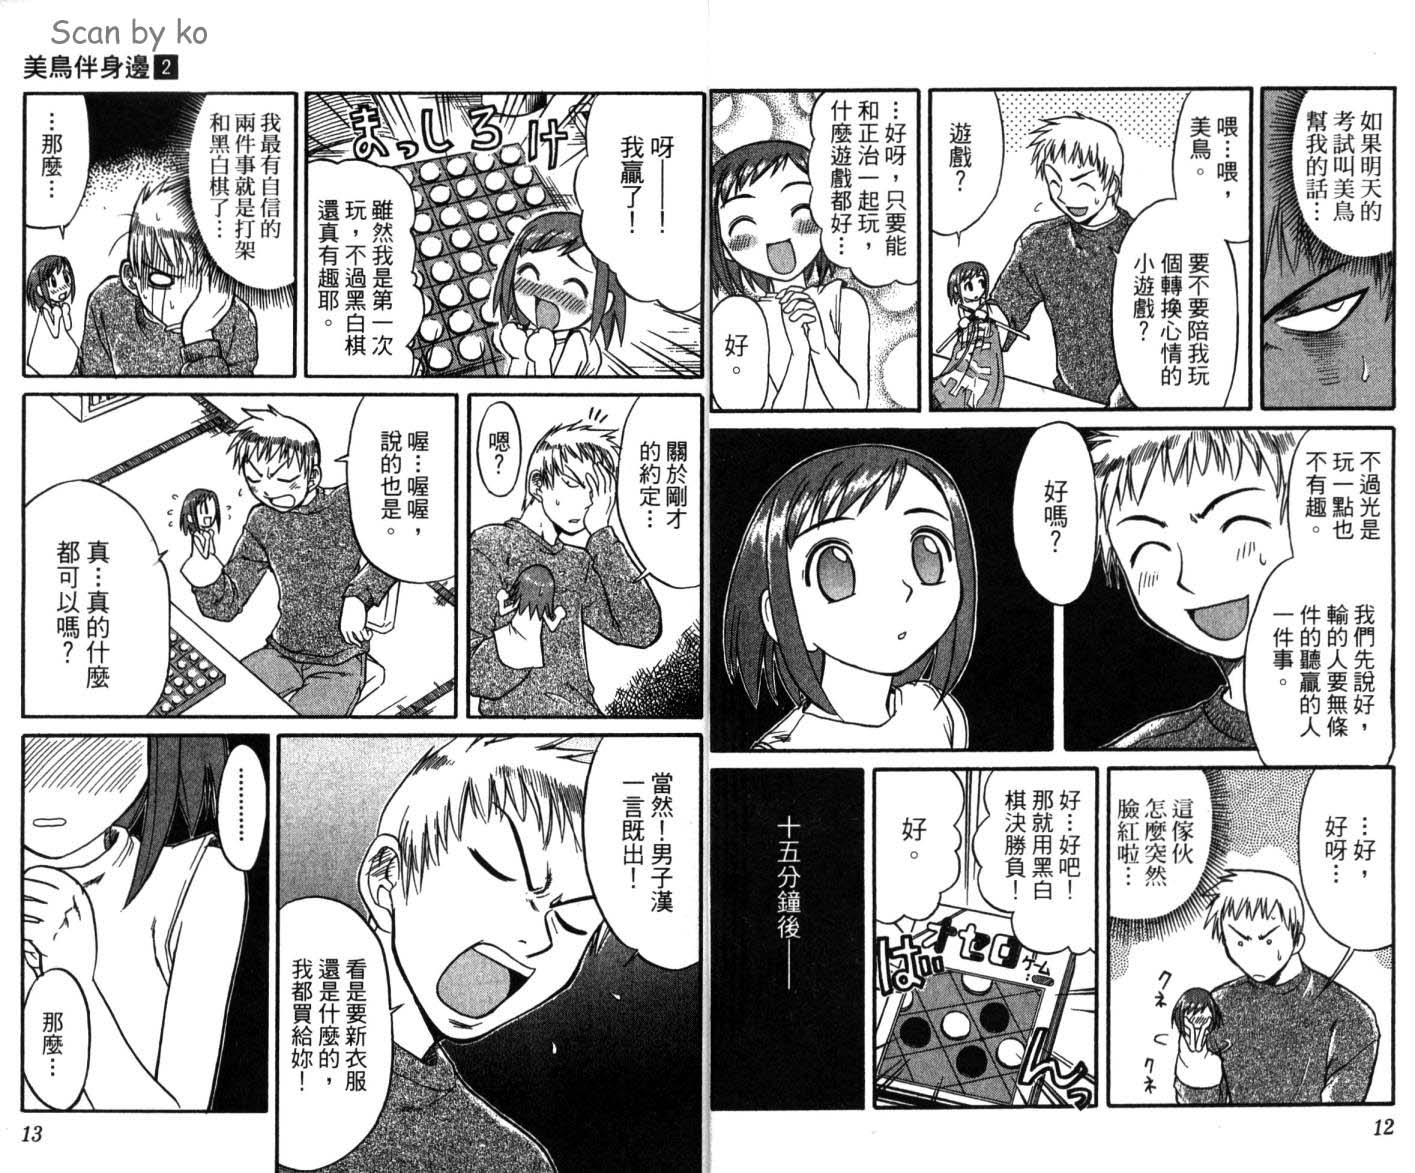 Scan by ko
美鳥伴身邊2
如果明天的
考試叫美鳥
幫我的話…
喂…喂，
美鳥。
要不要陪我玩
個轉換心情的
小遊戲？
遊戲？
…好呀，只要能
和正治一起玩，
什麼遊戲都好…
好。
不過光是
玩一點也
不有趣。
我們先說好，
輸的人要無條
件的聽贏的人
一件事。
好嗎？
…好，
好呀…
這傢伙
怎麼突然
臉紅啦…
クネ
クネ
好…好吧！
那就用黑白
棋決勝負！
好。
オセロ
ゲーム
ばぁん
十五分鐘後——
12
呀——！
我贏了！
まっしろけ
雖然我是第一次
玩，不過黑白棋
還真有趣耶。
我最有自信的
兩件事就是打架
和黑白棋了…
…那麼…
關於剛才
的約定…
嗯？
喔…喔喔，
說的也是。
真…真的什麼
都可以嗎？
當然！男子漢
一言既出！
看是要新衣服
還是什麼的，
我都買給妳！
…………
那麼…
13